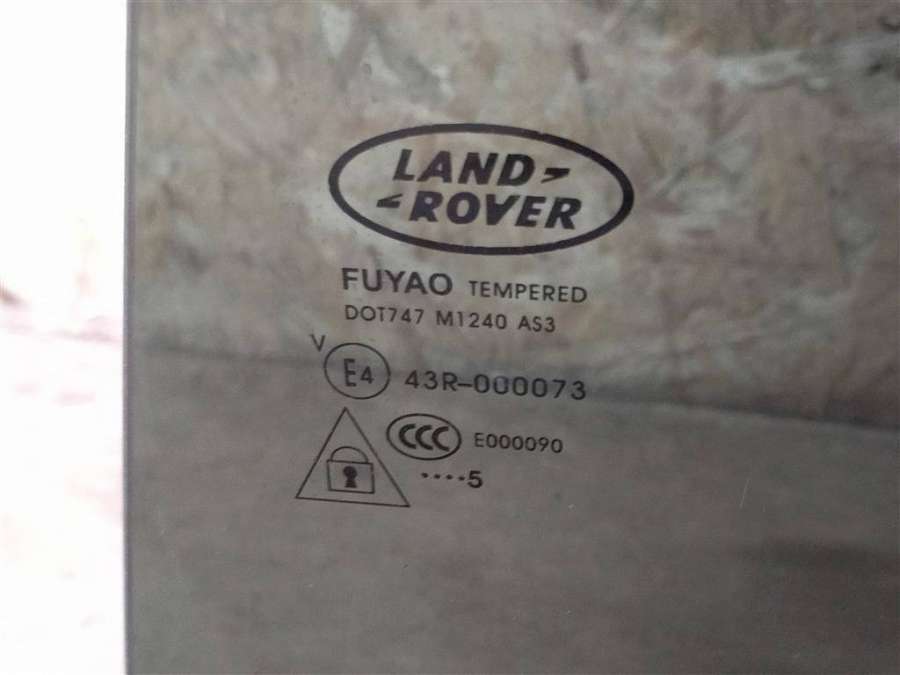 LAND
ROVER
FUYAO TEMPERED
DOT747 M1240 AS3
V
E4 43R-000073
CCC E000090
....5